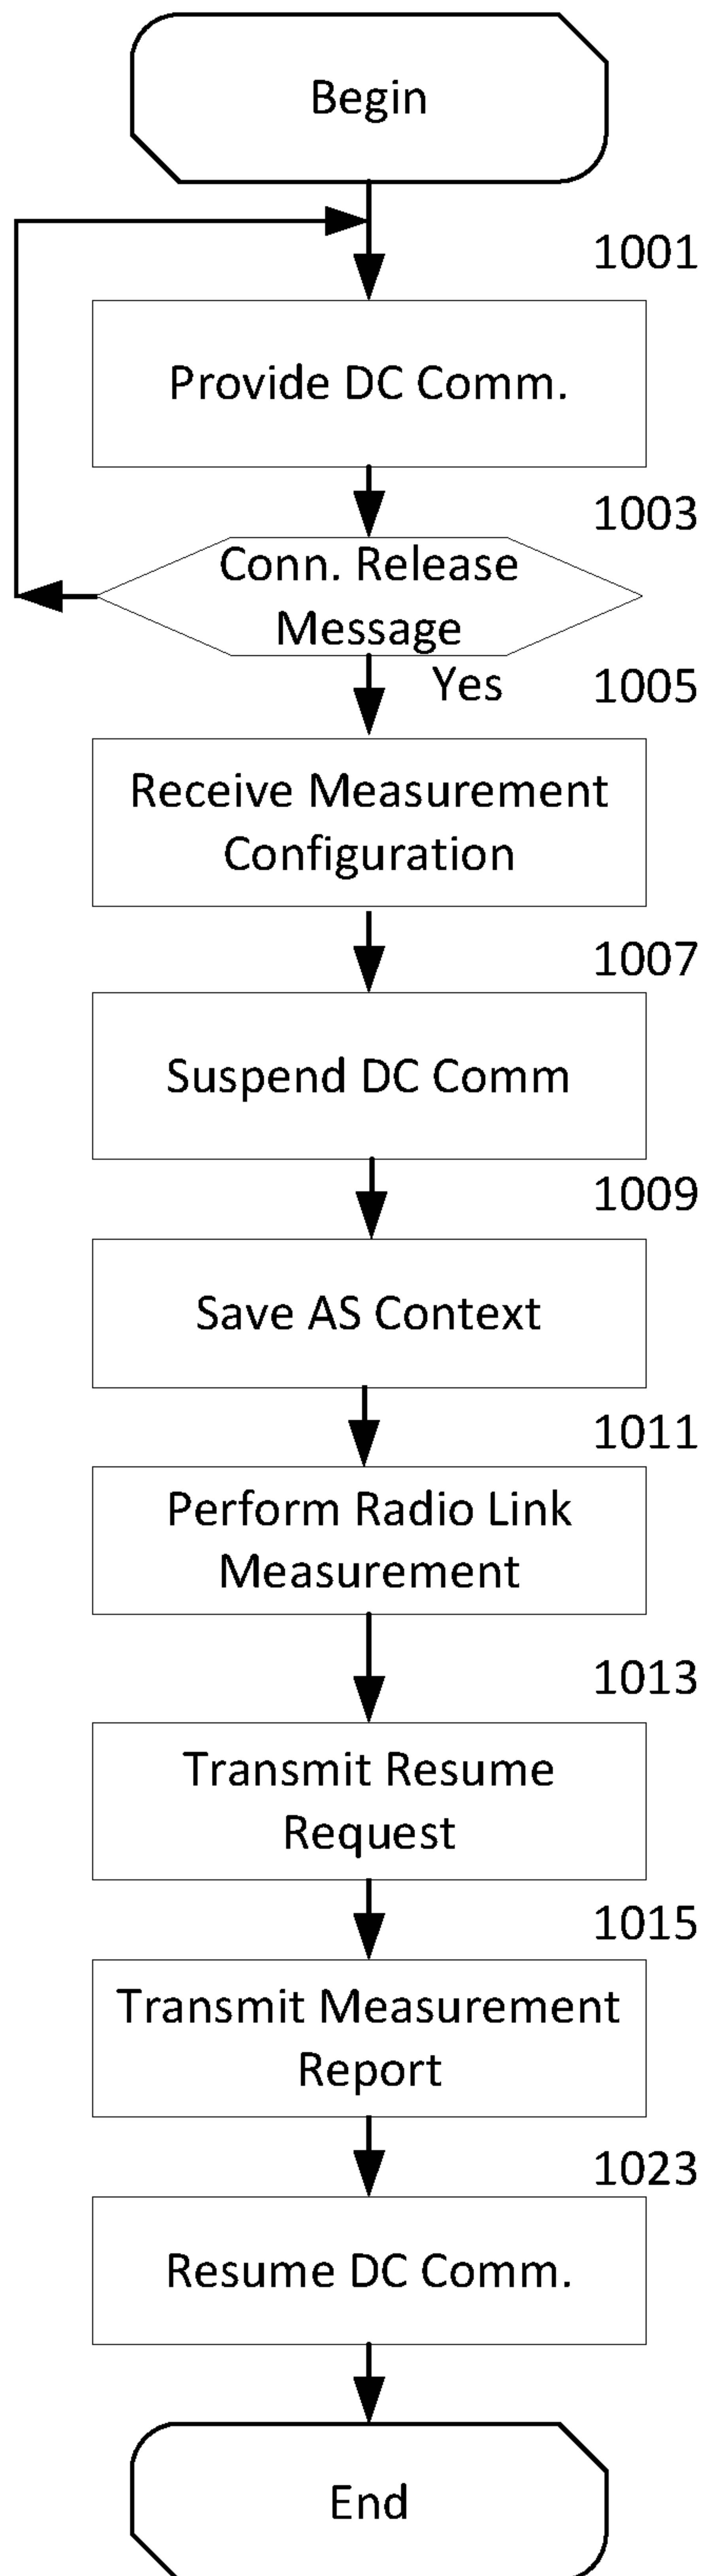 Begin
1001
Provide DC Comm.
1003
Conn. Release
Message
Yes
1005
Receive Measurement
Configuration
1007
Suspend DC Comm
1009
Save AS Context
1011
Perform Radio Link
Measurement
1013
Transmit Resume
Request
1015
Transmit Measurement
Report
1023
Resume DC Comm.
End